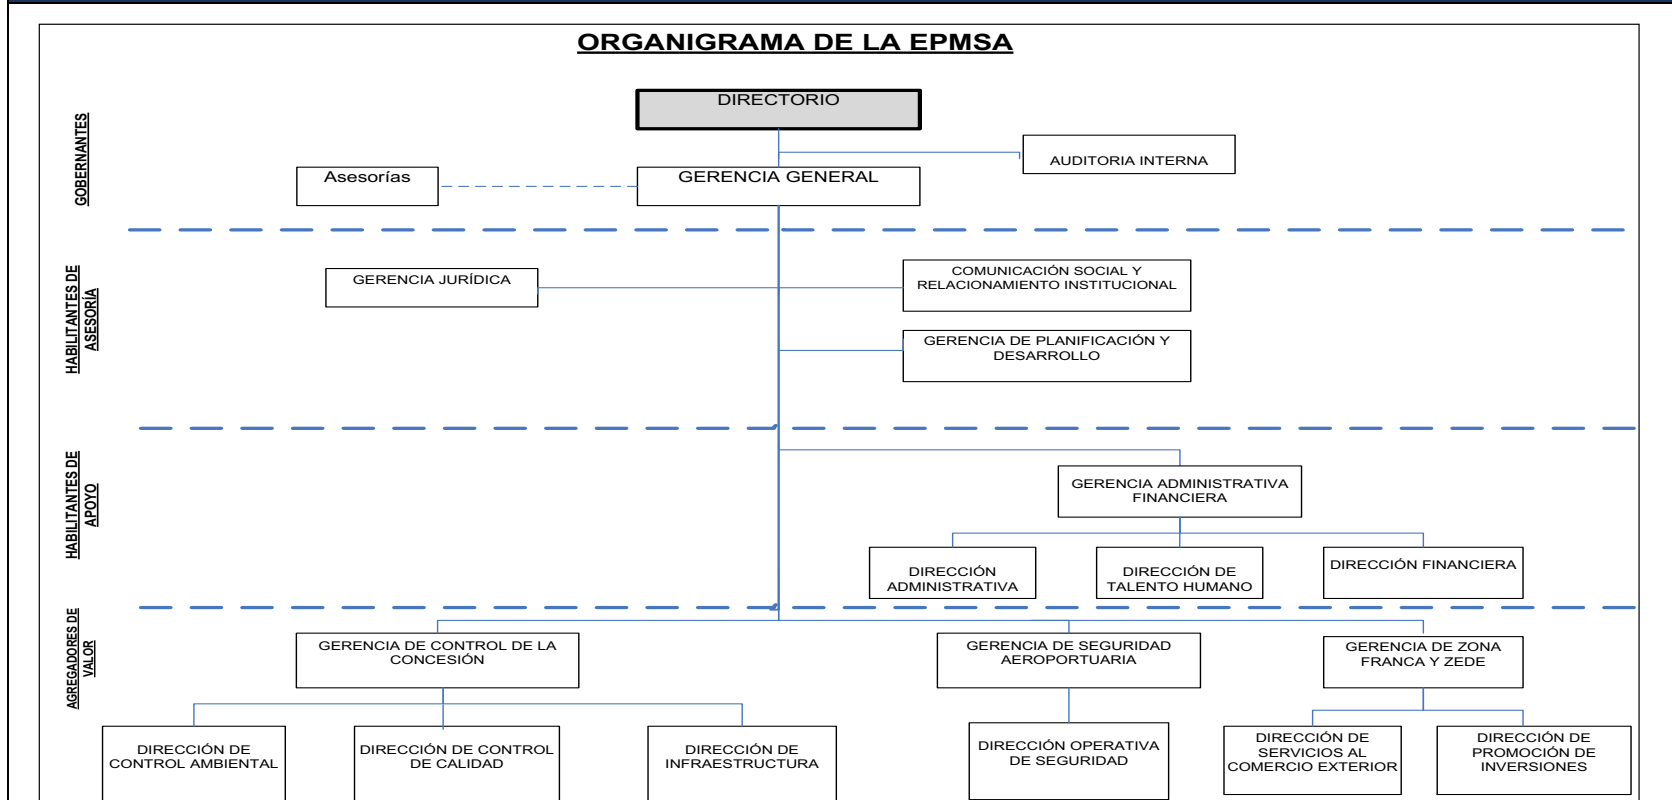 ORGANIGRAMA DE LA EPMSA
GOBERNANTES
DIRECTORIO
AUDITORIA INTERNA
Asesorías
GERENCIA GENERAL
HABILITANTES DE
ASESORÍA
GERENCIA JURÍDICA
COMUNICACIÓN SOCIAL Y
RELACIONAMIENTO INSTITUCIONAL
GERENCIA DE PLANIFICACIÓN Y
DESARROLLO
HABILITANTES DE
APOYO
GERENCIA ADMINISTRATIVA
FINANCIERA
DIRECCIÓN
ADMINISTRATIVA
DIRECCIÓN DE
TALENTO HUMANO
DIRECCIÓN FINANCIERA
AGREGADORES DE
VALOR
GERENCIA DE CONTROL DE LA
CONCESIÓN
GERENCIA DE SEGURIDAD
AEROPORTUARIA
GERENCIA DE ZONA
FRANCA Y ZEDE
DIRECCIÓN DE
CONTROL AMBIENTAL
DIRECCIÓN DE CONTROL
DE CALIDAD
DIRECCIÓN DE
INFRAESTRUCTURA
DIRECCIÓN OPERATIVA
DE SEGURIDAD
DIRECCIÓN DE
SERVICIOS AL
COMERCIO EXTERIOR
DIRECCIÓN DE
PROMOCIÓN DE
INVERSIONES